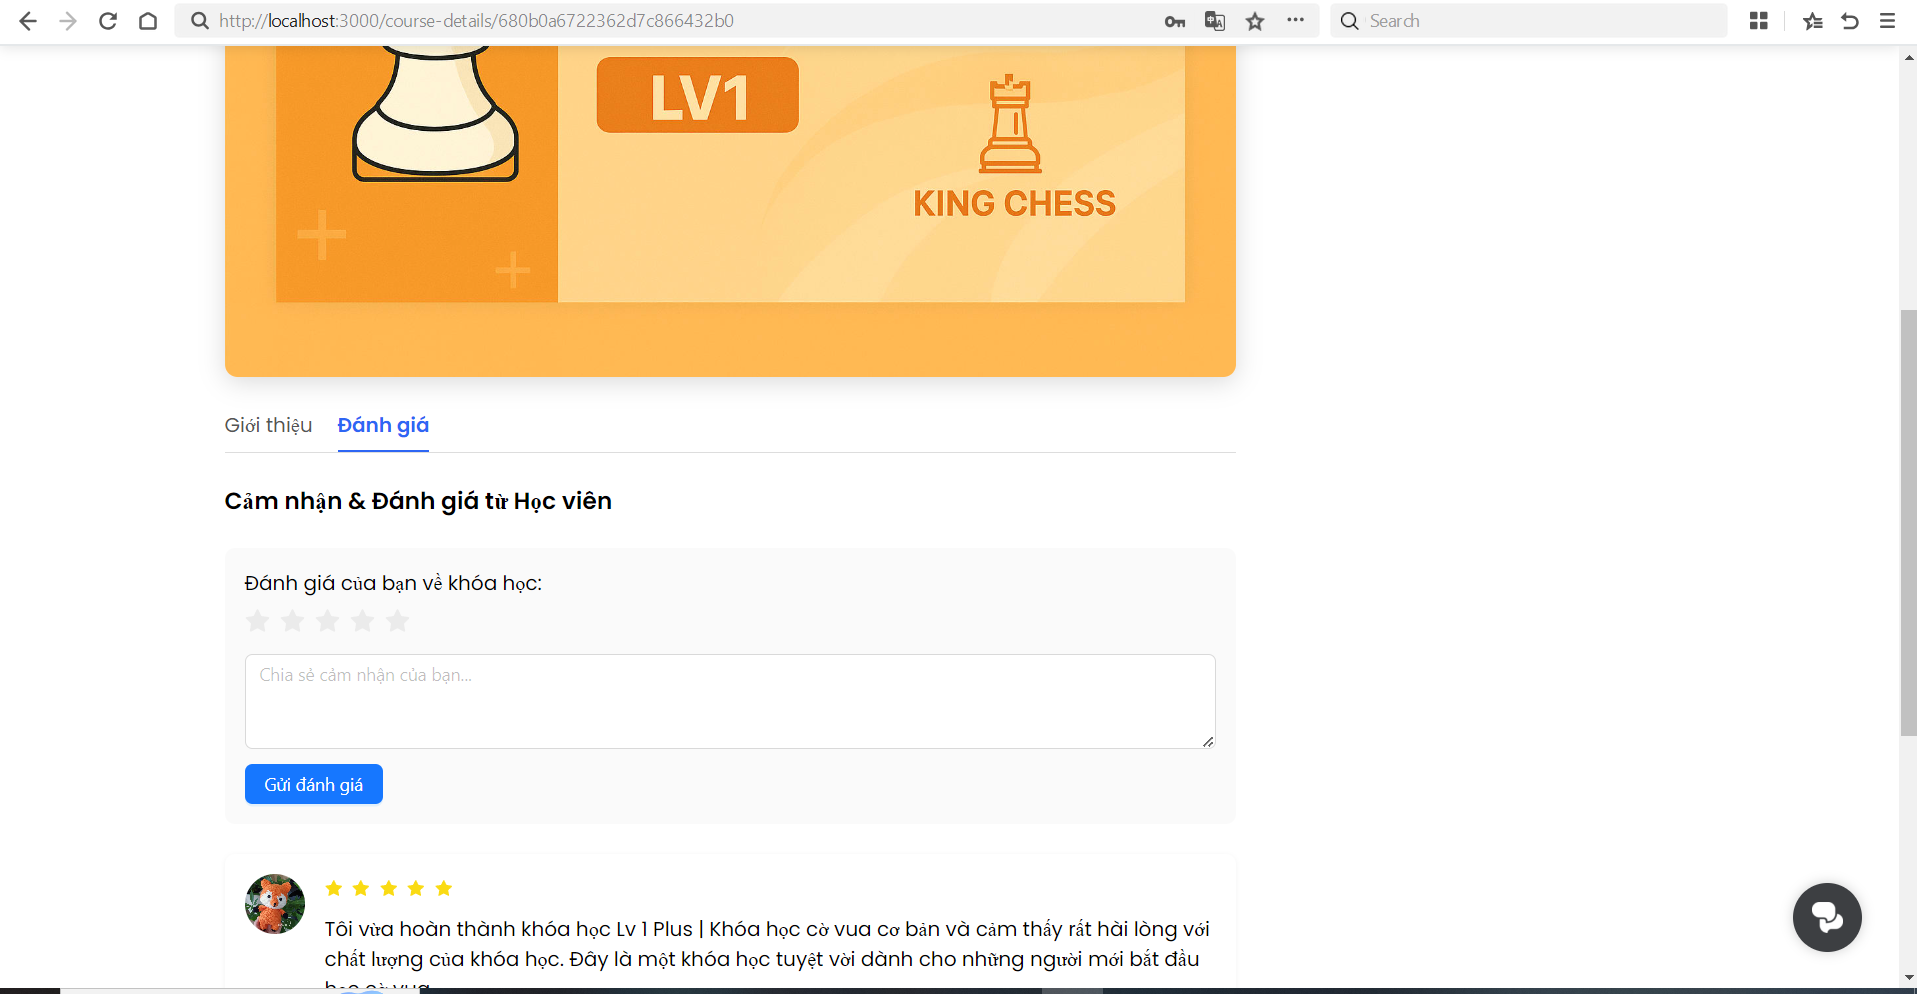 http://localhost:3000/course-details/680b0a6722362d7c866432b0
Search
LV1
KING CHESS
Giới thiệu
Đánh giá
Cảm nhận & Đánh giá từ Học viên
Đánh giá của bạn về khóa học:
Chia sẻ cảm nhận của bạn...
Gửi đánh giá
Tôi vừa hoàn thành khóa học Lv 1 Plus | Khóa học cờ vua cơ bản và cảm thấy rất hài lòng với
chất lượng của khóa học. Đây là một khóa học tuyệt vời dành cho những người mới bắt đầu
học cờ vua